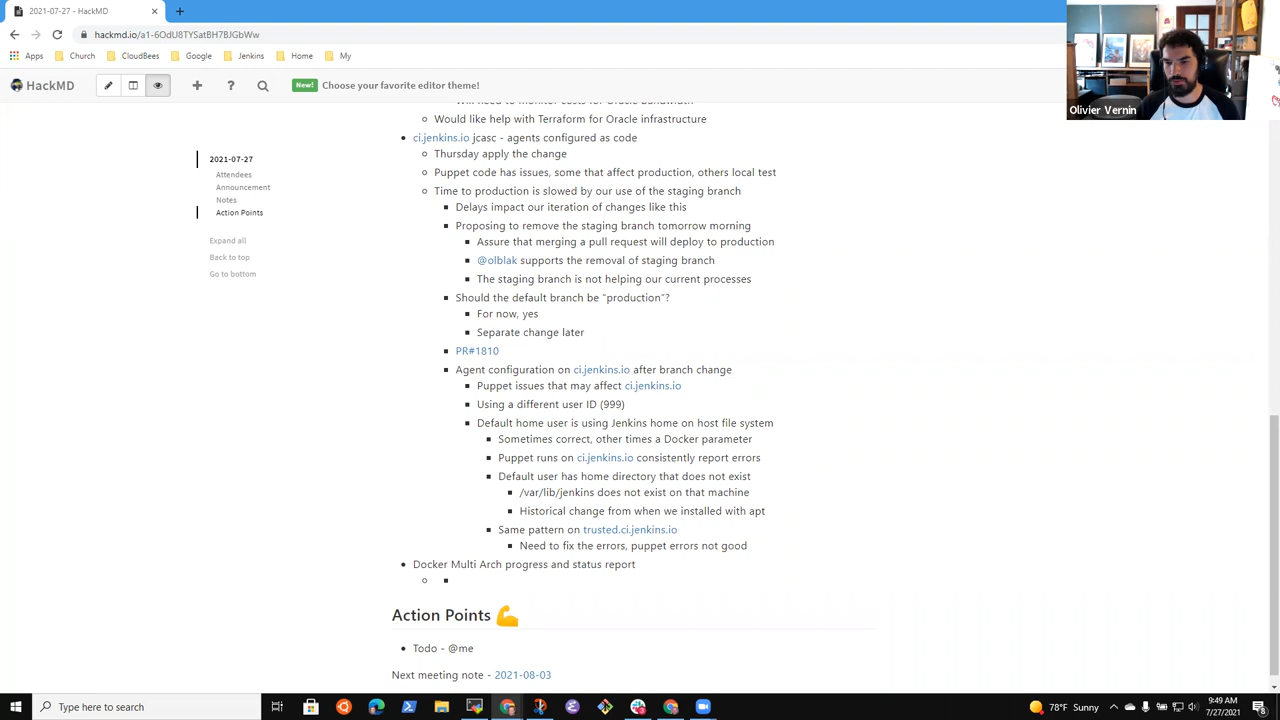 2021-07-27 - HackMD
hackmd.io/a1-6OdU8TYSatBH7BJGbWw
Apps Church CloudBees Google Jenkins Home My
HackMD New! Choose your favorite editor theme!
Olivier Vernin
2021-07-27
Attendees
Announcement
Notes
Action Points
Expand all
Back to top
Go to bottom
Will need to monitor costs for Oracle bandwidth
Would like help with Terraform for Oracle infrastructure
ci.jenkins.io jcasc - agents configured as code
Thursday apply the change
Puppet code has issues, some that affect production, others local test
Time to production is slowed by our use of the staging branch
Delays impact our iteration of changes like this
Proposing to remove the staging branch tomorrow morning
Assure that merging a pull request will deploy to production
@olblak supports the removal of staging branch
The staging branch is not helping our current processes
Should the default branch be “production”?
For now, yes
Separate change later
PR#1810
Agent configuration on ci.jenkins.io after branch change
Puppet issues that may affect ci.jenkins.io
Using a different user ID (999)
Default home user is using Jenkins home on host file system
Sometimes correct, other times a Docker parameter
Puppet runs on ci.jenkins.io consistently report errors
Default user has home directory that does not exist
/var/lib/jenkins does not exist on that machine
Historical change from when we installed with apt
Same pattern on trusted.ci.jenkins.io
Need to fix the errors, puppet errors not good
Docker Multi Arch progress and status report
Action Points
Todo - @me
Next meeting note - 2021-08-03
Type here to search
78°F Sunny
9:49 AM
7/27/2021